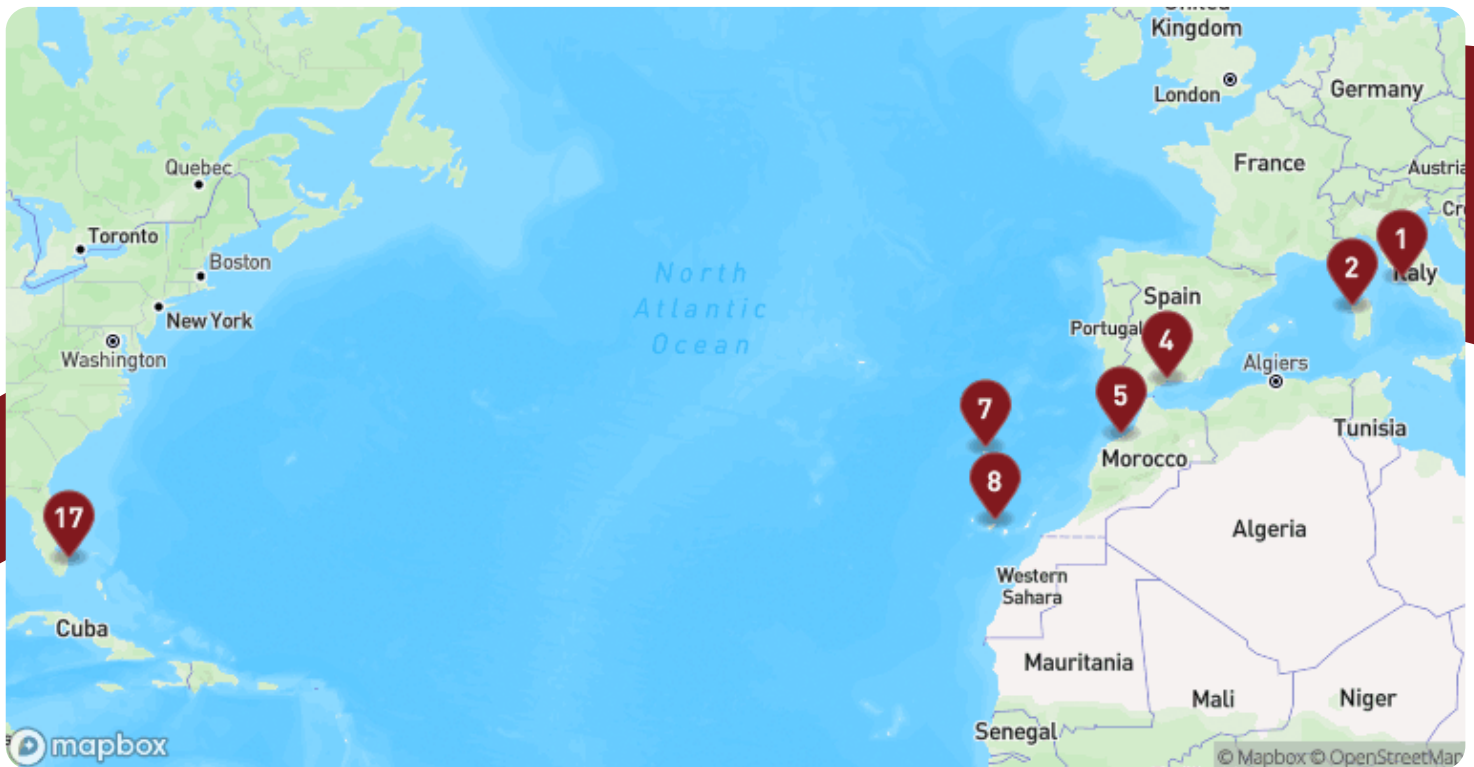 United
Kingdom
London
Germany
France
Austria
Quebec
Toronto
Boston
New York
Washington
North
Atlantic
Ocean
1
2
Italy
Spain
Portugal
4
Algiers
5
7
Tunisia
Morocco
8
17
Algeria
Western
Sahara
Cuba
Mauritania
Mali
Niger
Senegal
mapbox
© Mapbox © OpenStreetMap